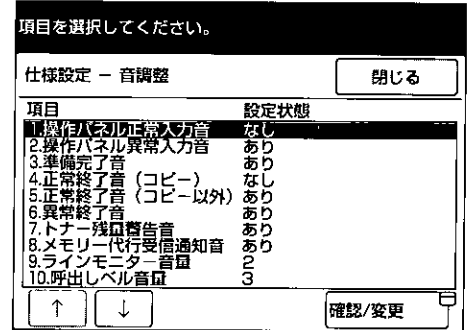 項目を選択してください。
仕様設定 － 音調整
閉じる
項目 設定状態
1.操作パネル正常入力音 なし
2.操作パネル異常入力音 あり
3.準備完了音 あり
4.正常終了音（コピー） なし
5.正常終了音（コピー以外） あり
6.異常終了音 あり
7.トナー残量警告音 あり
8.メモリー代行受信通知音 あり
9.ラインモニター音量 2
10.呼出しベル音量 3
↑ ↓ 確認/変更